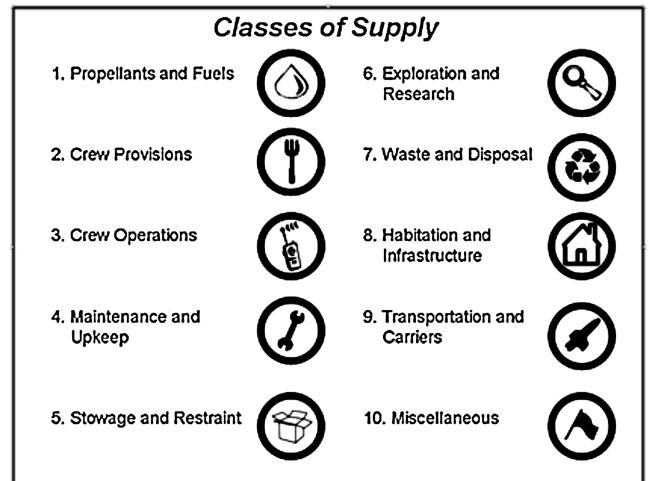 Classes of Supply
1. Propellants and Fuels
2. Crew Provisions
3. Crew Operations
4. Maintenance and
Upkeep
5. Stowage and Restraint
6. Exploration and
Research
7. Waste and Disposal
8. Habitation and
Infrastructure
9. Transportation and
Carriers
10. Miscellaneous